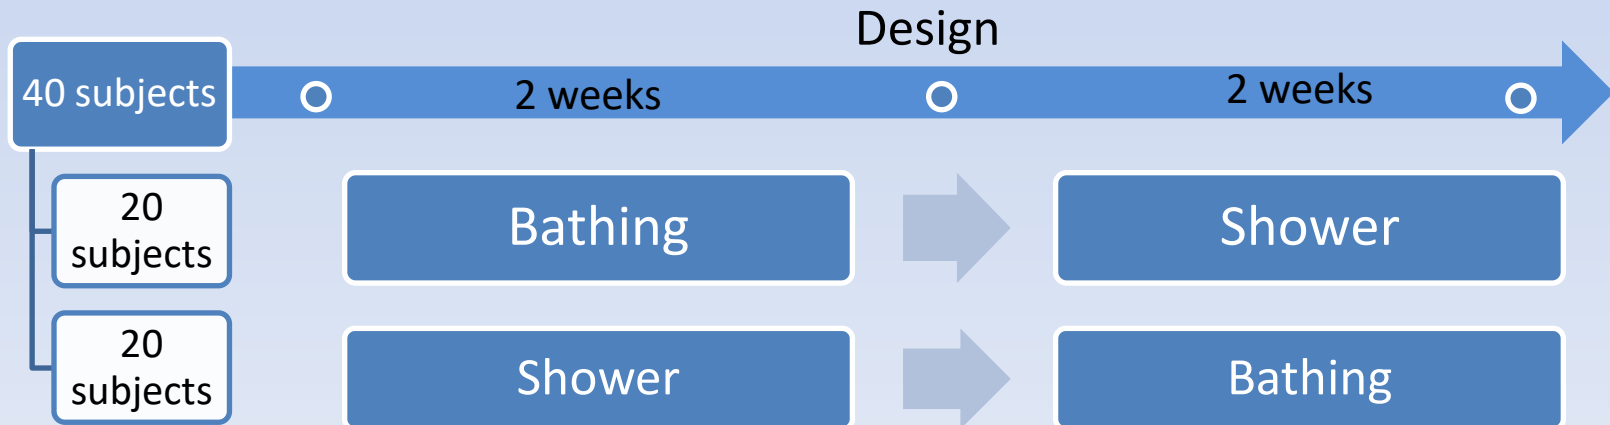 Design
40 subjects
2 weeks
2 weeks
20
subjects
Bathing
Shower
20
subjects
Shower
Bathing